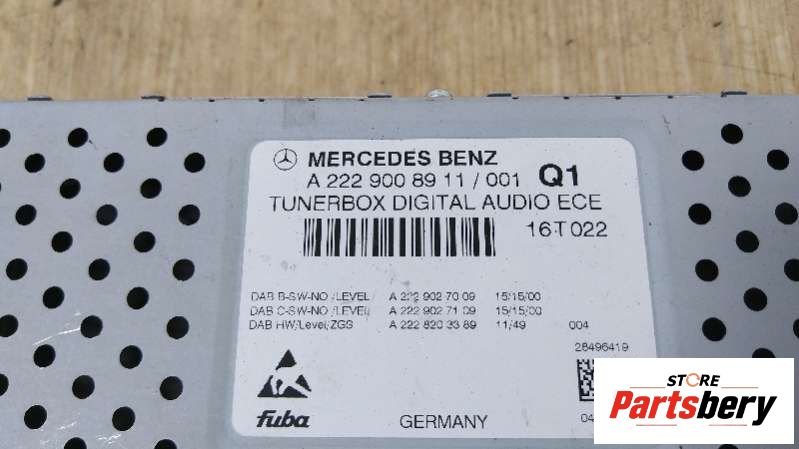 MERCEDES BENZ
A 222 900 89 11 / 001 Q1
TUNERBOX DIGITAL AUDIO ECE
16T022
DAB B-SW-NO /LEVEL/ A 222 902 70 09 15/15/00
DAB C-SW-NO /LEVEL/ A 222 902 71 09 15/15/00
DAB HW/Level/ZGS A 222 820 33 89 11/49 004
28496419
fuba GERMANY
STORE
Partsbery